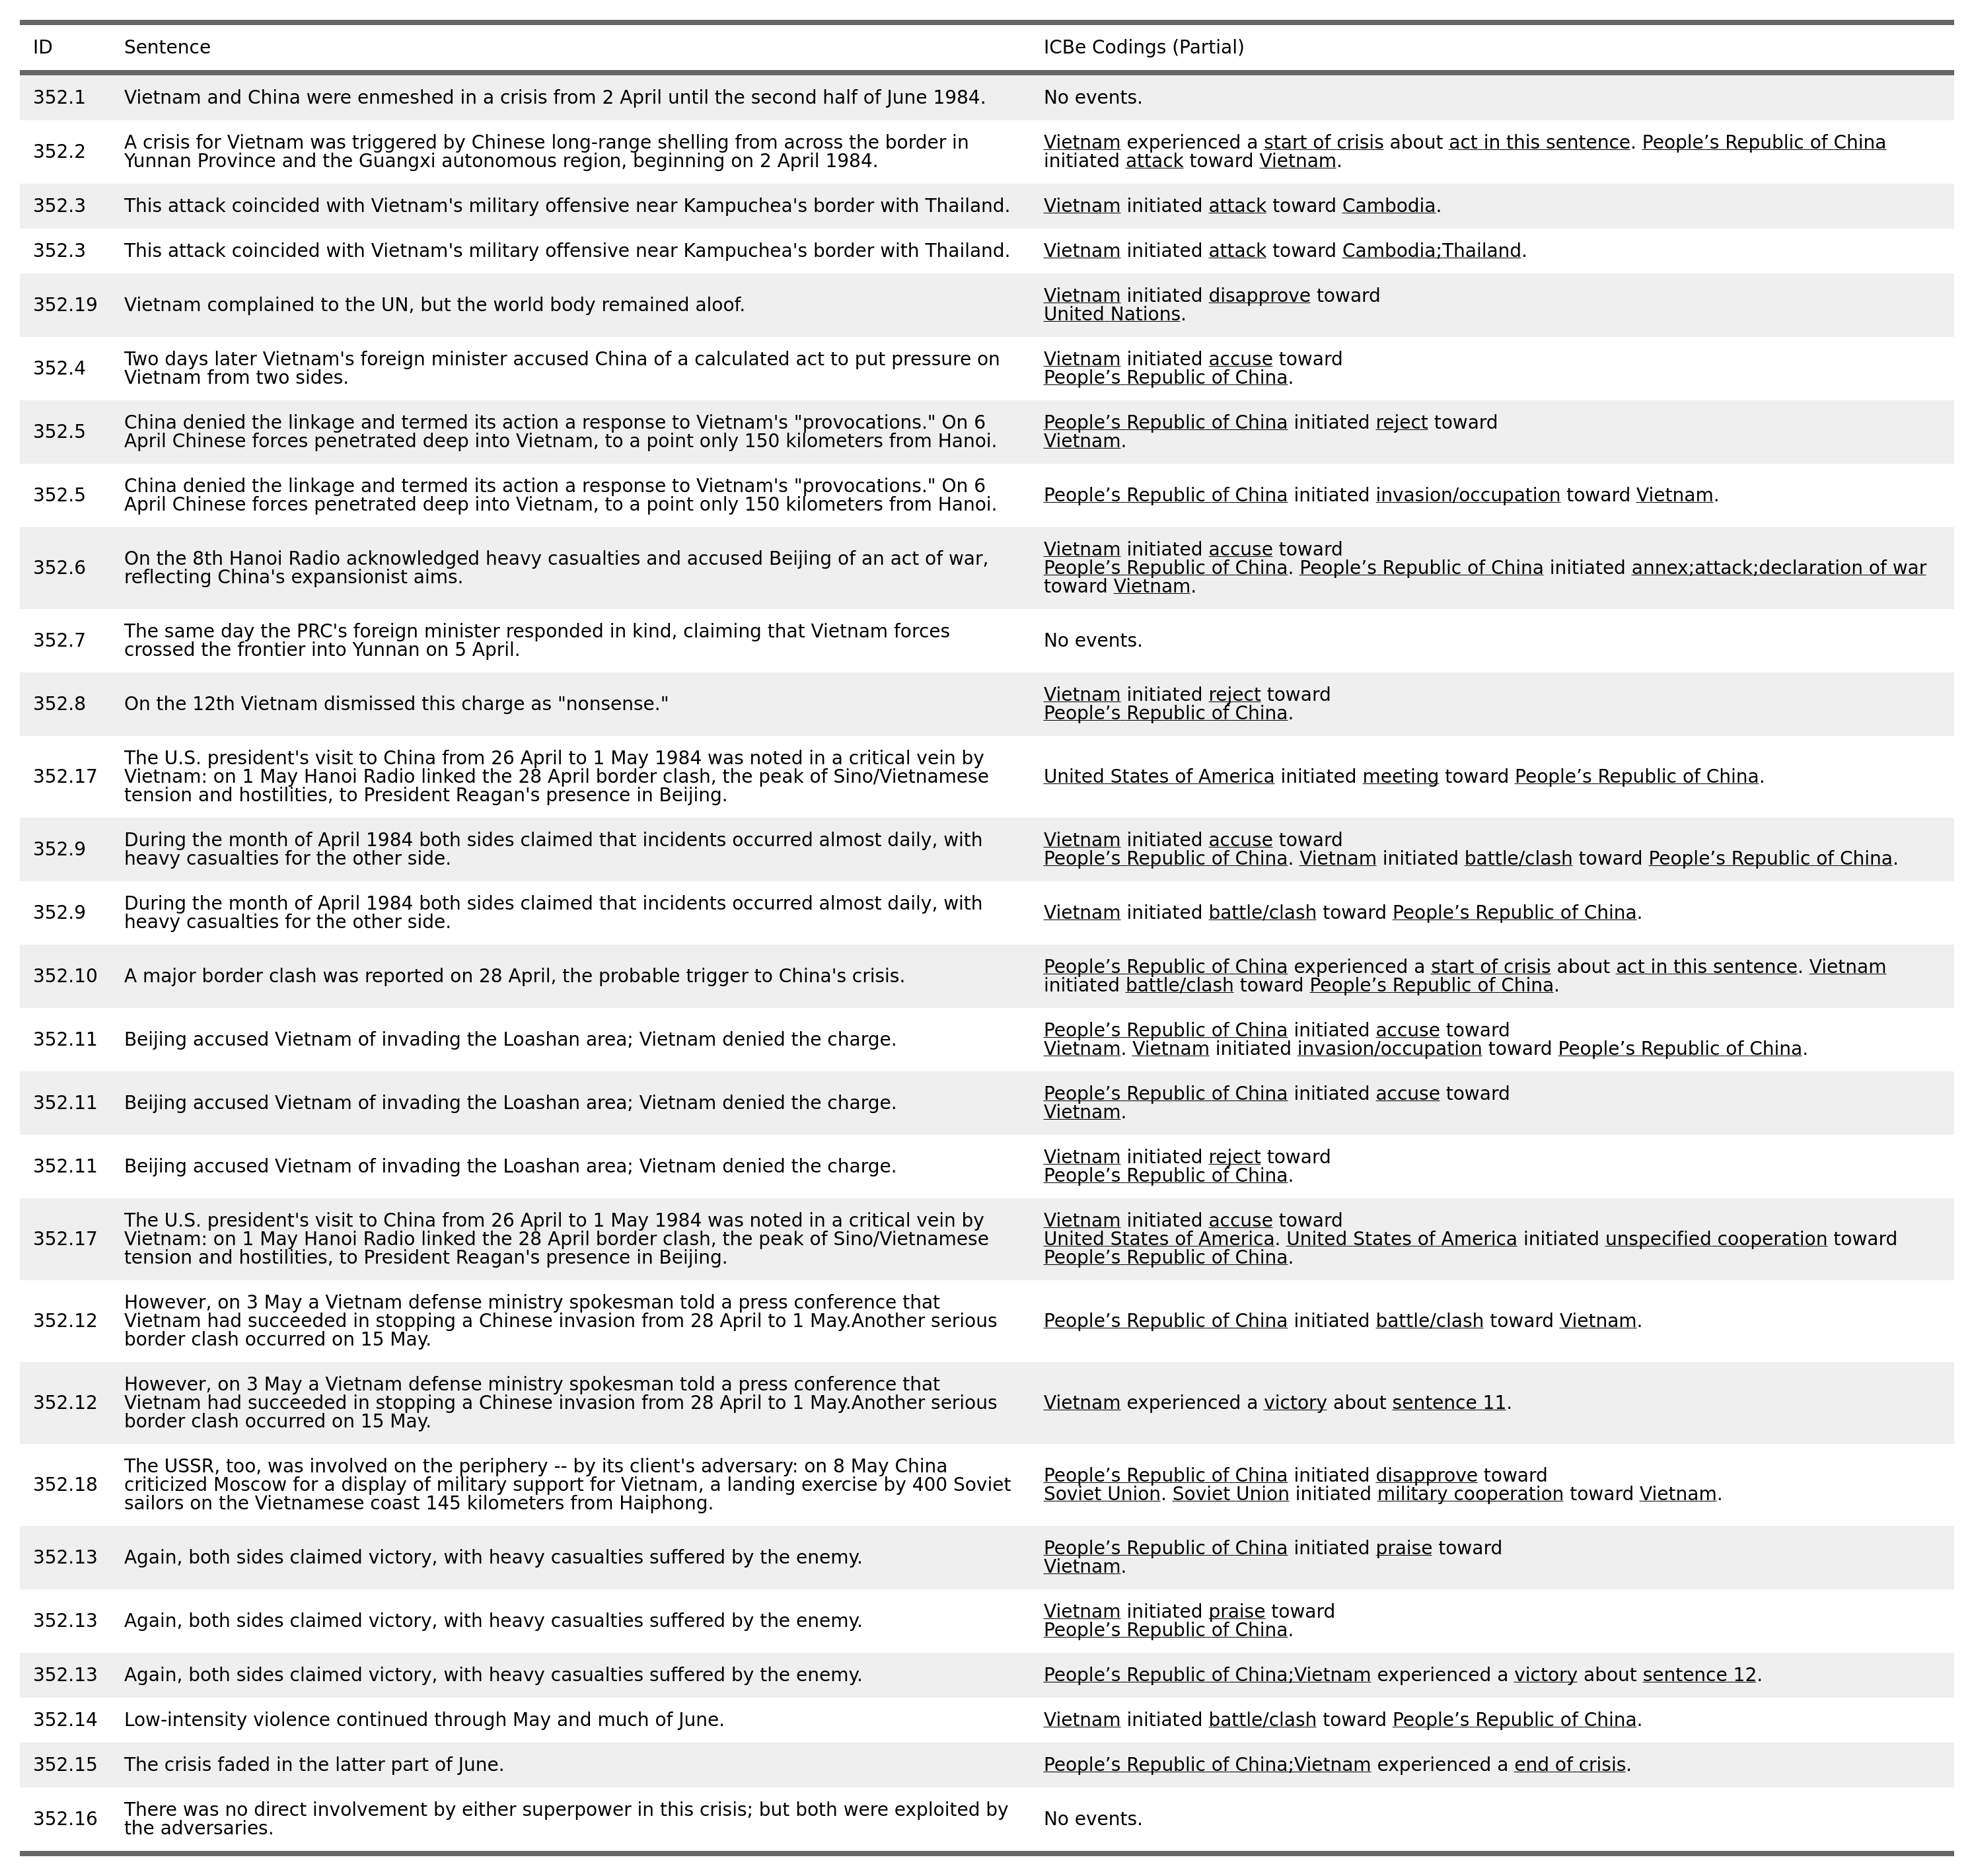 ID Sentence ICBe Codings (Partial)
352.1 Vietnam and China were enmeshed in a crisis from 2 April until the second half of June 1984. No events.
352.2 A crisis for Vietnam was triggered by Chinese long-range shelling from across the border in
Yunnan Province and the Guangxi autonomous region, beginning on 2 April 1984.
Vietnam experienced a start of crisis about act in this sentence. People’s Republic of China
initiated attack toward Vietnam.
352.3 This attack coincided with Vietnam's military offensive near Kampuchea's border with Thailand. Vietnam initiated attack toward Cambodia.
352.3 This attack coincided with Vietnam's military offensive near Kampuchea's border with Thailand. Vietnam initiated attack toward Cambodia;Thailand.
352.19 Vietnam complained to the UN, but the world body remained aloof.
Vietnam initiated disapprove toward
United Nations.
352.4 Two days later Vietnam's foreign minister accused China of a calculated act to put pressure on
Vietnam from two sides.
Vietnam initiated accuse toward
People’s Republic of China.
352.5 China denied the linkage and termed its action a response to Vietnam's "provocations." On 6
April Chinese forces penetrated deep into Vietnam, to a point only 150 kilometers from Hanoi.
People’s Republic of China initiated reject toward
Vietnam.
352.5 China denied the linkage and termed its action a response to Vietnam's "provocations." On 6
April Chinese forces penetrated deep into Vietnam, to a point only 150 kilometers from Hanoi.
People’s Republic of China initiated invasion/occupation toward Vietnam.
352.6 On the 8th Hanoi Radio acknowledged heavy casualties and accused Beijing of an act of war,
reflecting China's expansionist aims.
Vietnam initiated accuse toward
People’s Republic of China. People’s Republic of China initiated annex;attack;declaration of war
toward Vietnam.
352.7 The same day the PRC's foreign minister responded in kind, claiming that Vietnam forces
crossed the frontier into Yunnan on 5 April.
No events.
352.8 On the 12th Vietnam dismissed this charge as "nonsense."
Vietnam initiated reject toward
People’s Republic of China.
352.17 The U.S. president's visit to China from 26 April to 1 May 1984 was noted in a critical vein by
Vietnam: on 1 May Hanoi Radio linked the 28 April border clash, the peak of Sino/Vietnamese
tension and hostilities, to President Reagan's presence in Beijing.
United States of America initiated meeting toward People’s Republic of China.
352.9 During the month of April 1984 both sides claimed that incidents occurred almost daily, with
heavy casualties for the other side.
Vietnam initiated accuse toward
People’s Republic of China. Vietnam initiated battle/clash toward People’s Republic of China.
352.9 During the month of April 1984 both sides claimed that incidents occurred almost daily, with
heavy casualties for the other side.
Vietnam initiated battle/clash toward People’s Republic of China.
352.10 A major border clash was reported on 28 April, the probable trigger to China's crisis.
People’s Republic of China experienced a start of crisis about act in this sentence. Vietnam
initiated battle/clash toward People’s Republic of China.
352.11 Beijing accused Vietnam of invading the Loashan area; Vietnam denied the charge.
People’s Republic of China initiated accuse toward
Vietnam. Vietnam initiated invasion/occupation toward People’s Republic of China.
352.11 Beijing accused Vietnam of invading the Loashan area; Vietnam denied the charge.
People’s Republic of China initiated accuse toward
Vietnam.
352.11 Beijing accused Vietnam of invading the Loashan area; Vietnam denied the charge.
Vietnam initiated reject toward
People’s Republic of China.
352.17 The U.S. president's visit to China from 26 April to 1 May 1984 was noted in a critical vein by
Vietnam: on 1 May Hanoi Radio linked the 28 April border clash, the peak of Sino/Vietnamese
tension and hostilities, to President Reagan's presence in Beijing.
Vietnam initiated accuse toward
United States of America. United States of America initiated unspecified cooperation toward
People’s Republic of China.
352.12 However, on 3 May a Vietnam defense ministry spokesman told a press conference that
Vietnam had succeeded in stopping a Chinese invasion from 28 April to 1 May.Another serious
border clash occurred on 15 May.
People’s Republic of China initiated battle/clash toward Vietnam.
352.12 However, on 3 May a Vietnam defense ministry spokesman told a press conference that
Vietnam had succeeded in stopping a Chinese invasion from 28 April to 1 May.Another serious
border clash occurred on 15 May.
Vietnam experienced a victory about sentence 11.
352.18 The USSR, too, was involved on the periphery -- by its client's adversary: on 8 May China
criticized Moscow for a display of military support for Vietnam, a landing exercise by 400 Soviet
sailors on the Vietnamese coast 145 kilometers from Haiphong.
People’s Republic of China initiated disapprove toward
Soviet Union. Soviet Union initiated military cooperation toward Vietnam.
352.13 Again, both sides claimed victory, with heavy casualties suffered by the enemy.
People’s Republic of China initiated praise toward
Vietnam.
352.13 Again, both sides claimed victory, with heavy casualties suffered by the enemy.
Vietnam initiated praise toward
People’s Republic of China.
352.13 Again, both sides claimed victory, with heavy casualties suffered by the enemy. People’s Republic of China;Vietnam experienced a victory about sentence 12.
352.14 Low-intensity violence continued through May and much of June. Vietnam initiated battle/clash toward People’s Republic of China.
352.15 The crisis faded in the latter part of June. People’s Republic of China;Vietnam experienced a end of crisis.
352.16 There was no direct involvement by either superpower in this crisis; but both were exploited by
the adversaries.
No events.